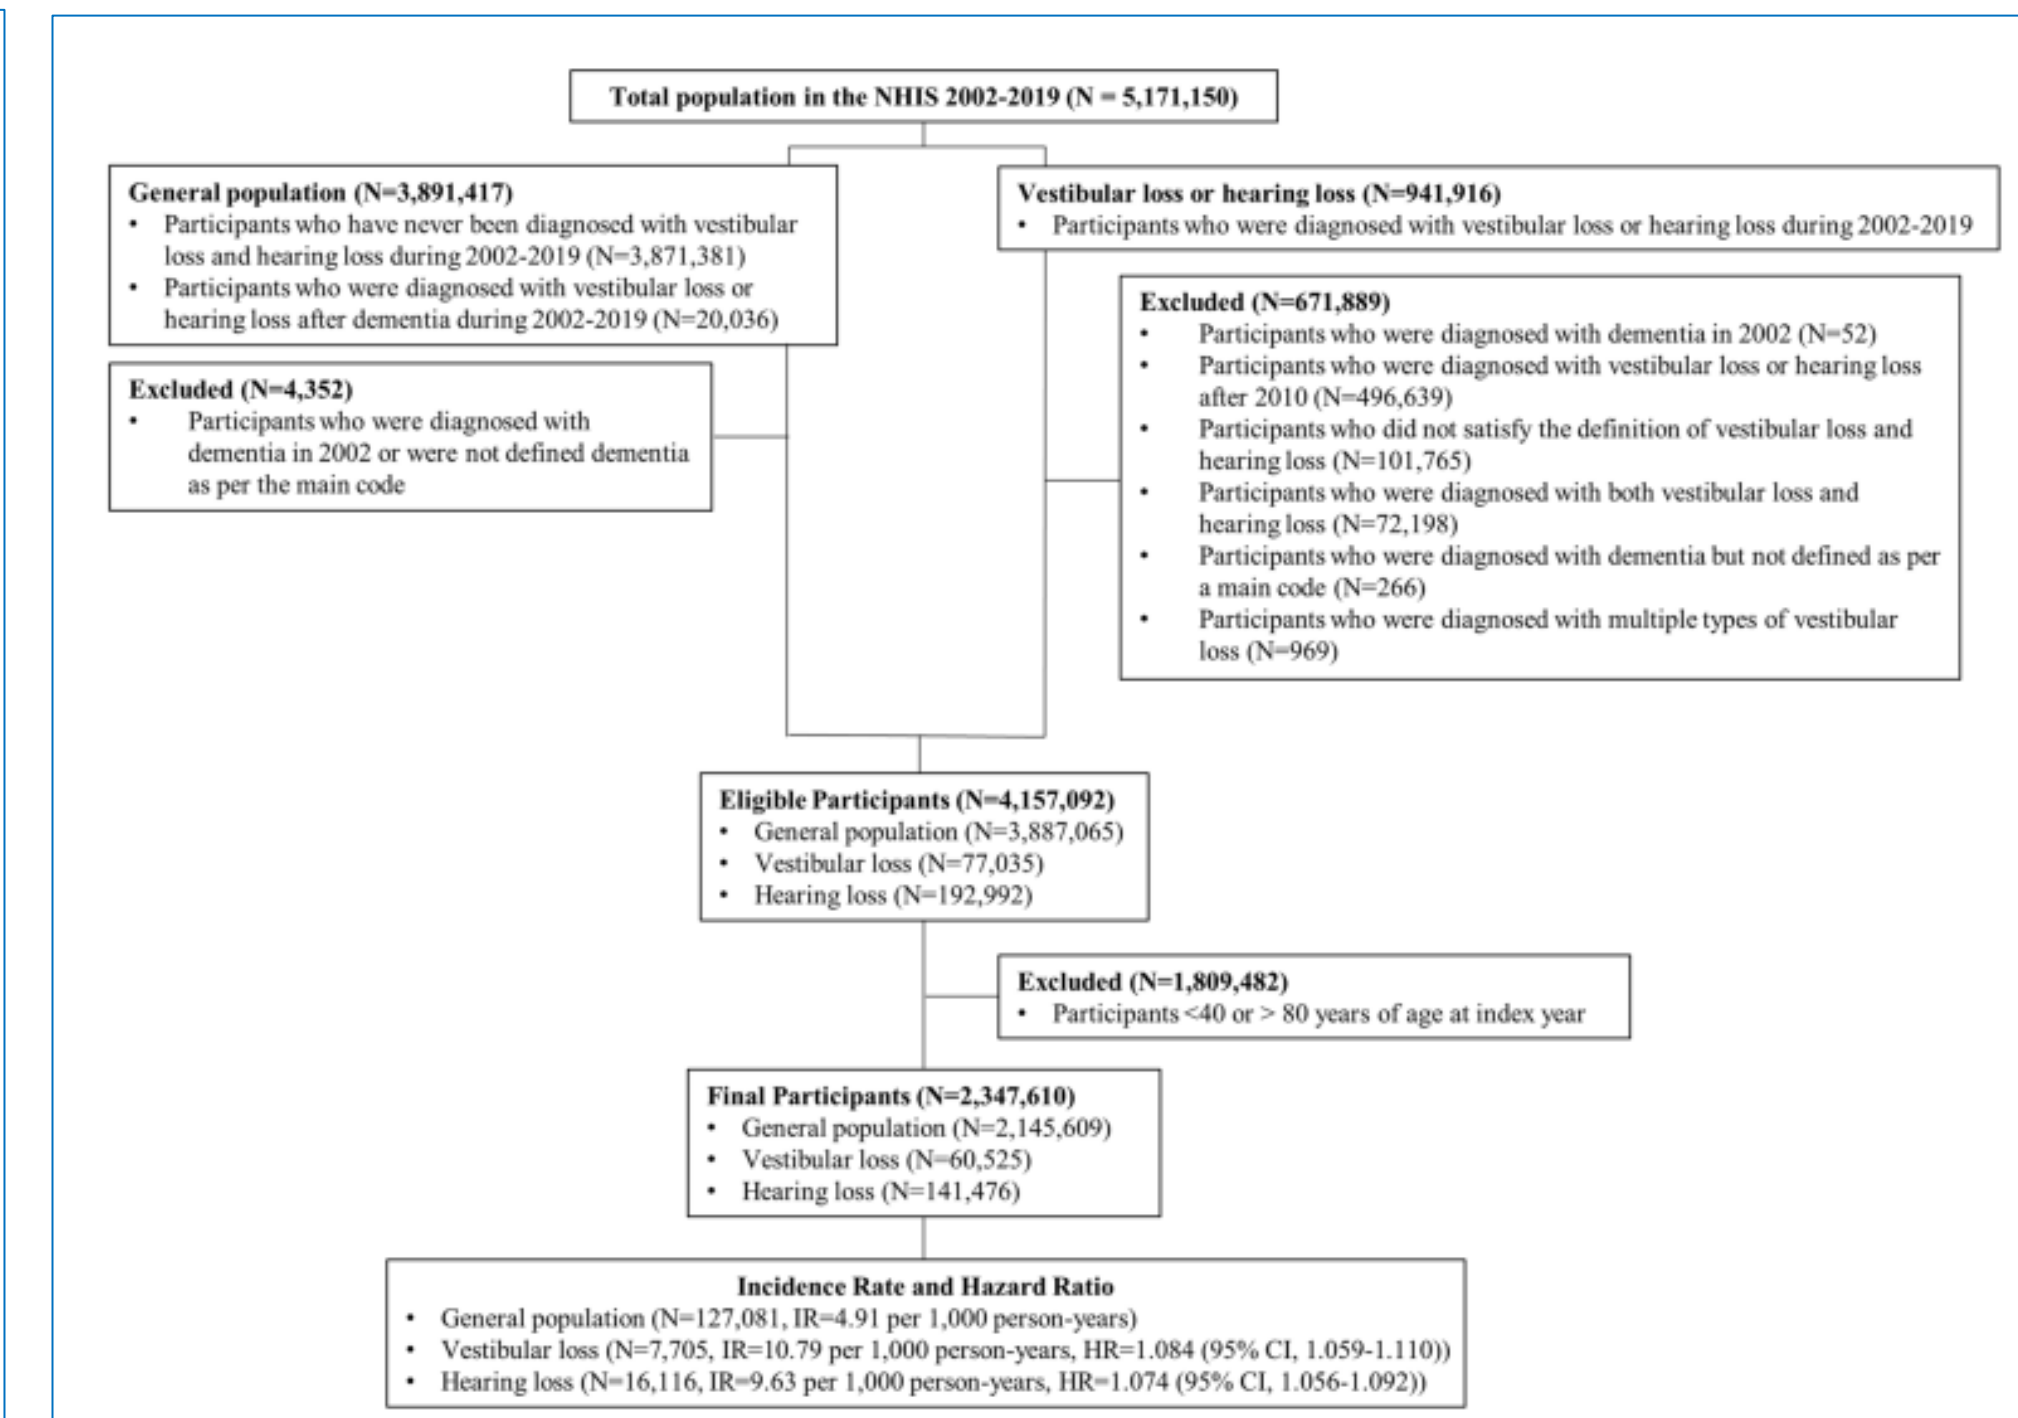 Total population in the NHIS 2002-2019 (N = 5,171,150)
General population (N=3,891,417)
• Participants who have never been diagnosed with vestibular
loss and hearing loss during 2002-2019 (N=3,871,381)
• Participants who were diagnosed with vestibular loss or
hearing loss after dementia during 2002-2019 (N=20,036)
Vestibular loss or hearing loss (N=941,916)
• Participants who were diagnosed with vestibular loss or hearing loss during 2002-2019
Excluded (N=4,352)
• Participants who were diagnosed with
dementia in 2002 or were not defined dementia
as per the main code
Excluded (N=671,889)
• Participants who were diagnosed with dementia in 2002 (N=52)
• Participants who were diagnosed with vestibular loss or hearing loss
after 2010 (N=496,639)
• Participants who did not satisfy the definition of vestibular loss and
hearing loss (N=101,765)
• Participants who were diagnosed with both vestibular loss and
hearing loss (N=72,198)
• Participants who were diagnosed with dementia but not defined as per
a main code (N=266)
• Participants who were diagnosed with multiple types of vestibular
loss (N=969)
Eligible Participants (N=4,157,092)
• General population (N=3,887,065)
• Vestibular loss (N=77,035)
• Hearing loss (N=192,992)
Excluded (N=1,809,482)
• Participants <40 or > 80 years of age at index year
Final Participants (N=2,347,610)
• General population (N=2,145,609)
• Vestibular loss (N=60,525)
• Hearing loss (N=141,476)
Incidence Rate and Hazard Ratio
• General population (N=127,081, IR=4.91 per 1,000 person-years)
• Vestibular loss (N=7,705, IR=10.79 per 1,000 person-years, HR=1.084 (95% CI, 1.059-1.110))
• Hearing loss (N=16,116, IR=9.63 per 1,000 person-years, HR=1.074 (95% CI, 1.056-1.092))